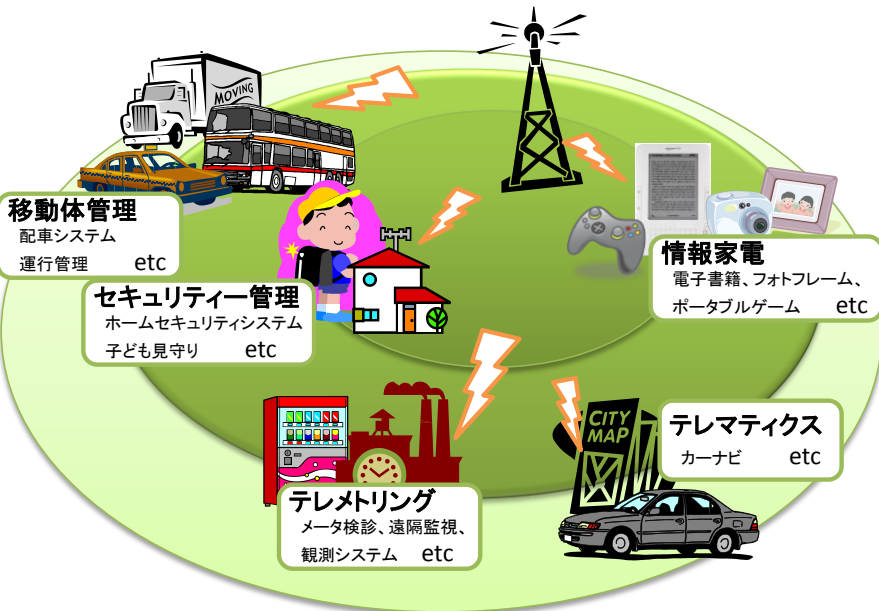 MOVING
移動体管理
配車システム
運行管理 etc
セキュリティー管理
ホームセキュリティシステム
子ども見守り etc
情報家電
電子書籍、フォトフレーム、
ポータブルゲーム etc
CITY
MAP
テレマティクス
カーナビ etc
テレメトリング
メータ検診、遠隔監視、
観測システム etc